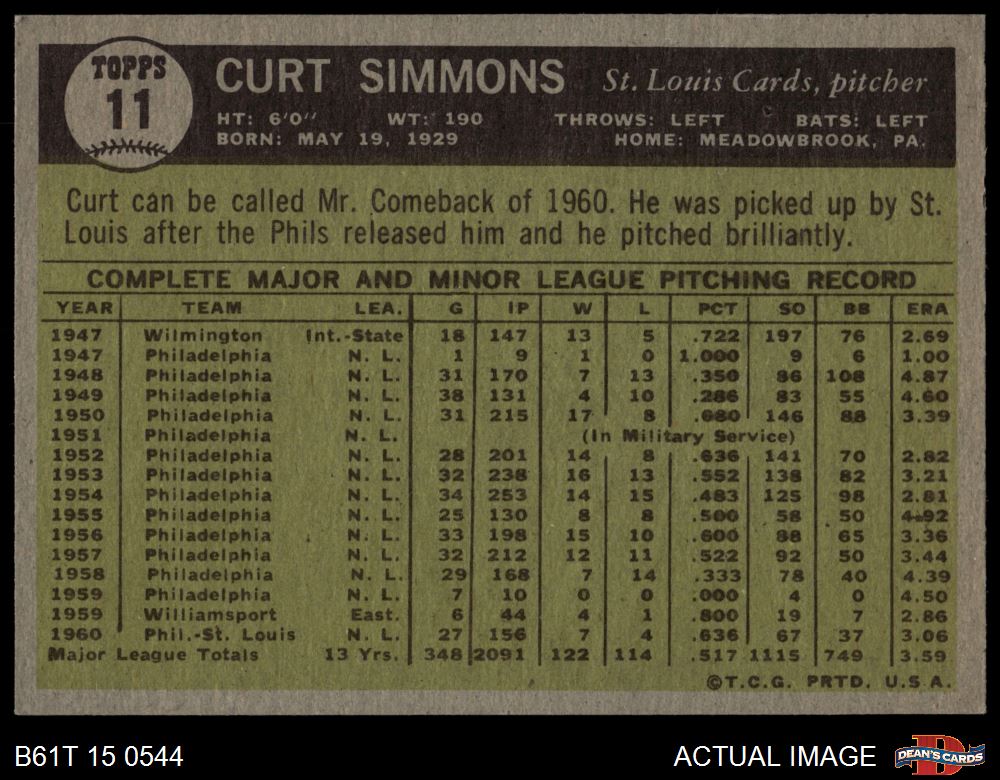 TOPPS
11
CURT SIMMONS St. Louis Cards, pitcher
HT: 6'0" WT: 190 THROWS: LEFT BATS: LEFT
BORN: MAY 19, 1929 HOME: MEADOWBROOK, PA.
Curt can be called Mr. Comeback of 1960. He was picked up by St.
Louis after the Phils released him and he pitched brilliantly.
COMPLETE MAJOR AND MINOR LEAGUE PITCHING RECORD
YEAR TEAM LEA. G IP W L PCT SO BB ERA
1947 Wilmington Int.-State 18 147 13 5 .722 197 76 2.69
1947 Philadelphia N. L. 1 9 1 0 1.000 9 6 1.00
1948 Philadelphia N. L. 31 170 7 13 .350 86 108 4.87
1949 Philadelphia N. L. 38 131 4 10 .286 83 55 4.60
1950 Philadelphia N. L. 31 215 17 8 .680 146 88 3.39
1951 Philadelphia N. L. (In Military Service)
1952 Philadelphia N. L. 28 201 14 8 .636 141 70 2.82
1953 Philadelphia N. L. 32 238 16 13 .552 138 82 3.21
1954 Philadelphia N. L. 34 253 14 15 .483 125 98 2.81
1955 Philadelphia N. L. 25 130 8 8 .500 58 50 4.92
1956 Philadelphia N. L. 33 198 15 10 .600 88 65 3.36
1957 Philadelphia N. L. 32 212 12 11 .522 92 50 3.44
1958 Philadelphia N. L. 29 168 7 14 .333 78 40 4.39
1959 Philadelphia N. L. 7 10 0 0 .000 4 0 4.50
1959 Williamsport East. 6 44 4 1 .800 19 7 2.86
1960 Phil.-St. Louis N. L. 27 156 7 4 .636 67 37 3.06
Major League Totals 13 Yrs. 348 2091 122 114 .517 1115 749 3.59
©T.C.G. PRTD. U.S.A.
B61T 15 0544 ACTUAL IMAGE DEAN'S CARDS